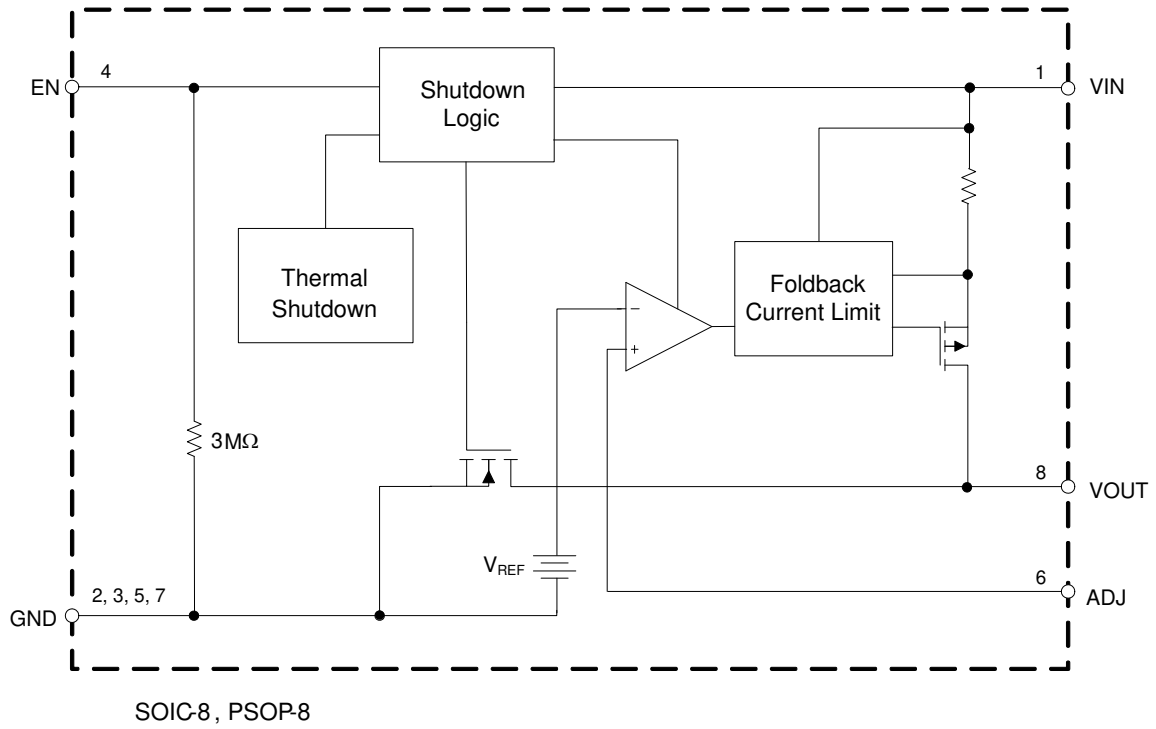 EN
4
Shutdown
Logic
1
VIN
Thermal
Shutdown
Foldback
Current Limit
−
+
3MΩ
8
VOUT
VREF
6
ADJ
2, 3, 5, 7
GND
SOIC-8, PSOP-8